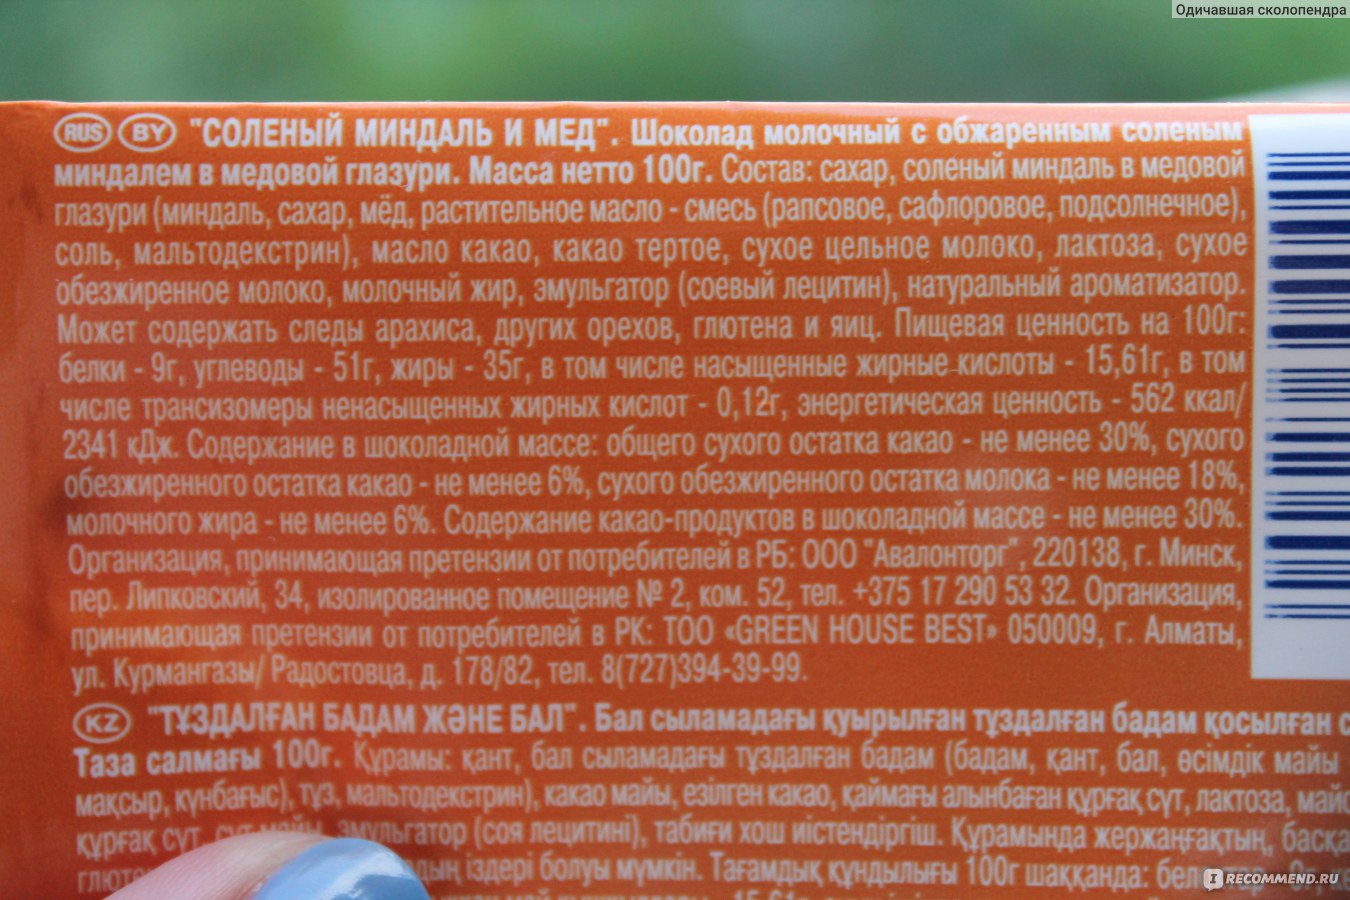 Одичавшая сколопендра
RUS BY "СОЛЕНЫЙ МИНДАЛЬ И МЕД". Шоколад молочный с обжаренным соленым
миндалем в медовой глазури. Масса нетто 100г. Состав: сахар, соленый миндаль в медовой
глазури (миндаль, сахар, мёд, растительное масло - смесь (рапсовое, сафлоровое, подсолнечное),
соль, мальтодекстрин), масло какао, какао тертое, сухое цельное молоко, лактоза, сухое
обезжиренное молоко, молочный жир, эмульгатор (соевый лецитин), натуральный ароматизатор.
Может содержать следы арахиса, других орехов, глютена и яиц. Пищевая ценность на 100г:
белки - 9г, углеводы - 51г, жиры - 35г, в том числе насыщенные жирные кислоты - 15,61г, в том
числе трансизомеры ненасыщенных жирных кислот - 0,12г, энергетическая ценность - 562 ккал/
2341 кДж. Содержание в шоколадной массе: общего сухого остатка какао - не менее 30%, сухого
обезжиренного остатка какао - не менее 6%, сухого обезжиренного остатка молока - не менее 18%,
молочного жира - не менее 6%. Содержание какао-продуктов в шоколадной массе - не менее 30%.
Организация, принимающая претензии от потребителей в РБ: ООО "Авалонторг", 220138, г. Минск,
пер. Липковский, 34, изолированное помещение № 2, ком. 52, тел. +375 17 290 53 32. Организация,
принимающая претензии от потребителей в РК: ТОО «GREEN HOUSE BEST» 050009, г. Алматы,
ул. Курмангазы/ Радостовца, д. 178/82, тел. 8(727)394-39-99.
KZ "ТҰЗДАЛҒАН БАДАМ ЖӘНЕ БАЛ". Бал сыламадағы қуырылған тұздалған бадам қосылған с
Таза салмағы 100г. Құрамы: қант, бал сыламадағы тұздалған бадам (бадам, қант, бал, өсімдік майы
мақсыр, күнбағыс), тұз, мальтодекстрин), какао майы, езілген какао, қаймағы алынбаған құрғақ сүт, лактоза, майс
құрғақ сүт, сүт майы, эмульгатор (соя лецитині), табиғи хош иістендіргіш. Құрамында жержаңғақтың, басқа
глюте дың іздері болуы мүмкін. Тағамдық құндылығы 100г шаққанда:
15,61г
IRECOMMEND.RU